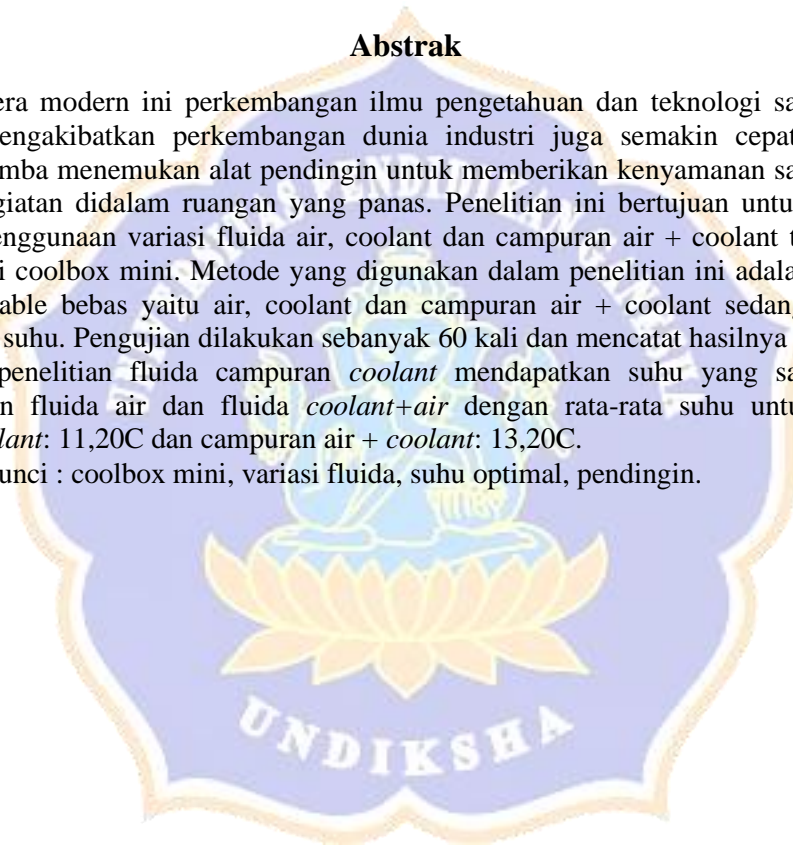 Abstrak
era modern ini perkembangan ilmu pengetahuan dan teknologi sa
engakibatkan perkembangan dunia industri juga semakin cepat
mba menemukan alat pendingin untuk memberikan kenyamanan sa
giatan didalam ruangan yang panas. Penelitian ini bertujuan untu
enggunaan variasi fluida air, coolant dan campuran air + coolant t
i coolbox mini. Metode yang digunakan dalam penelitian ini adala
able bebas yaitu air, coolant dan campuran air + coolant sedan
suhu. Pengujian dilakukan sebanyak 60 kali dan mencatat hasilnya
penelitian fluida campuran coolant mendapatkan suhu yang sa
n fluida air dan fluida coolant+air dengan rata-rata suhu untu
lant: 11,20C dan campuran air + coolant: 13,20C.
unci : coolbox mini, variasi fluida, suhu optimal, pendingin.
UNDIKSHA